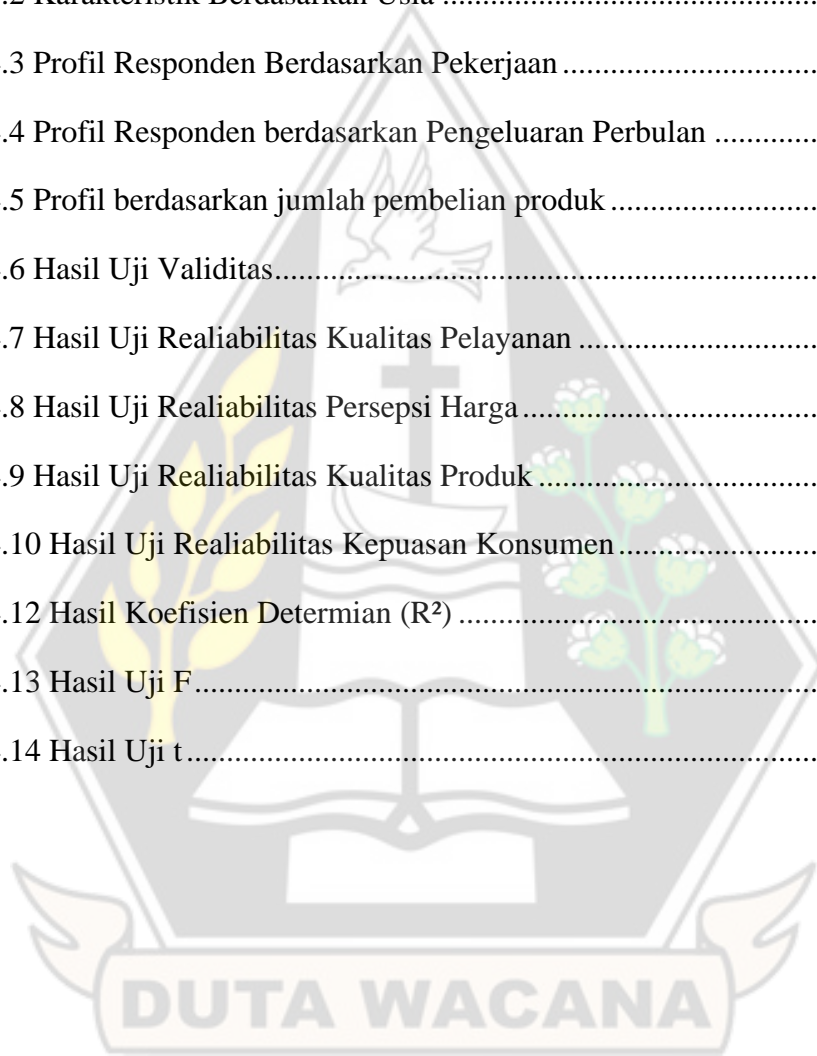 .2 Karakteristik Berdasarkan Usia ...........................................................
.3 Profil Responden Berdasarkan Pekerjaan ...................................
.4 Profil Responden berdasarkan Pengeluaran Perbulan ..............
.5 Profil berdasarkan jumlah pembelian produk ............................
.6 Hasil Uji Validitas.........................................................................
.7 Hasil Uji Realiabilitas Kualitas Pelayanan ................................
.8 Hasil Uji Realiabilitas Persepsi Harga ........................................
.9 Hasil Uji Realiabilitas Kualitas Produk ......................................
.10 Hasil Uji Realiabilitas Kepuasan Konsumen ...........................
.12 Hasil Koefisien Determian (R²) ................................................
.13 Hasil Uji F...................................................................................
.14 Hasil Uji t ....................................................................................
DUTA WACANA